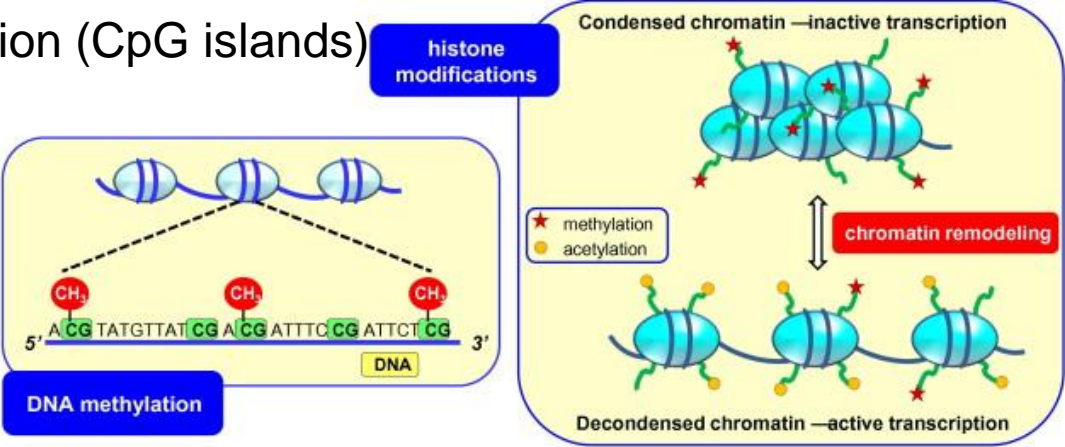 ion (CpG islands)
histone
modifications
Condensed chromatin —inactive transcription
methylation
acetylation
chromatin remodeling
CH3 CH3 CH3
A CG TATGTTAT CG A CG ATTTC CG ATTCT CG
5' 3'
DNA
DNA methylation
Decondensed chromatin —active transcription